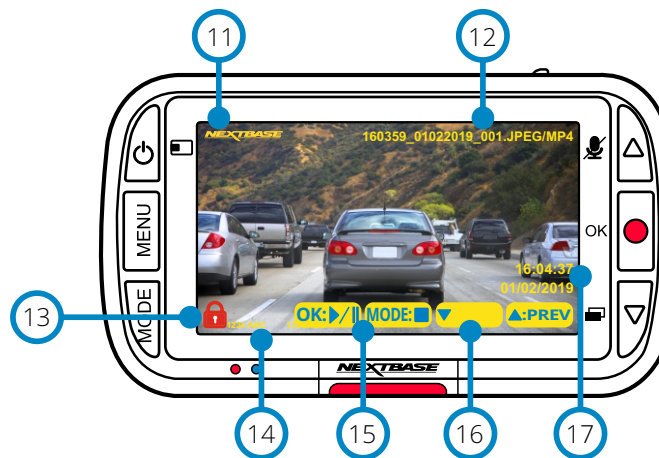 11
12
NEXTBASE
160359_01022019_001.JPEG/MP4
MENU
OK
16:04:37
01/02/2019
13
MODE
OK: / MODE: :PREV
NEXTBASE
14
15
16
17